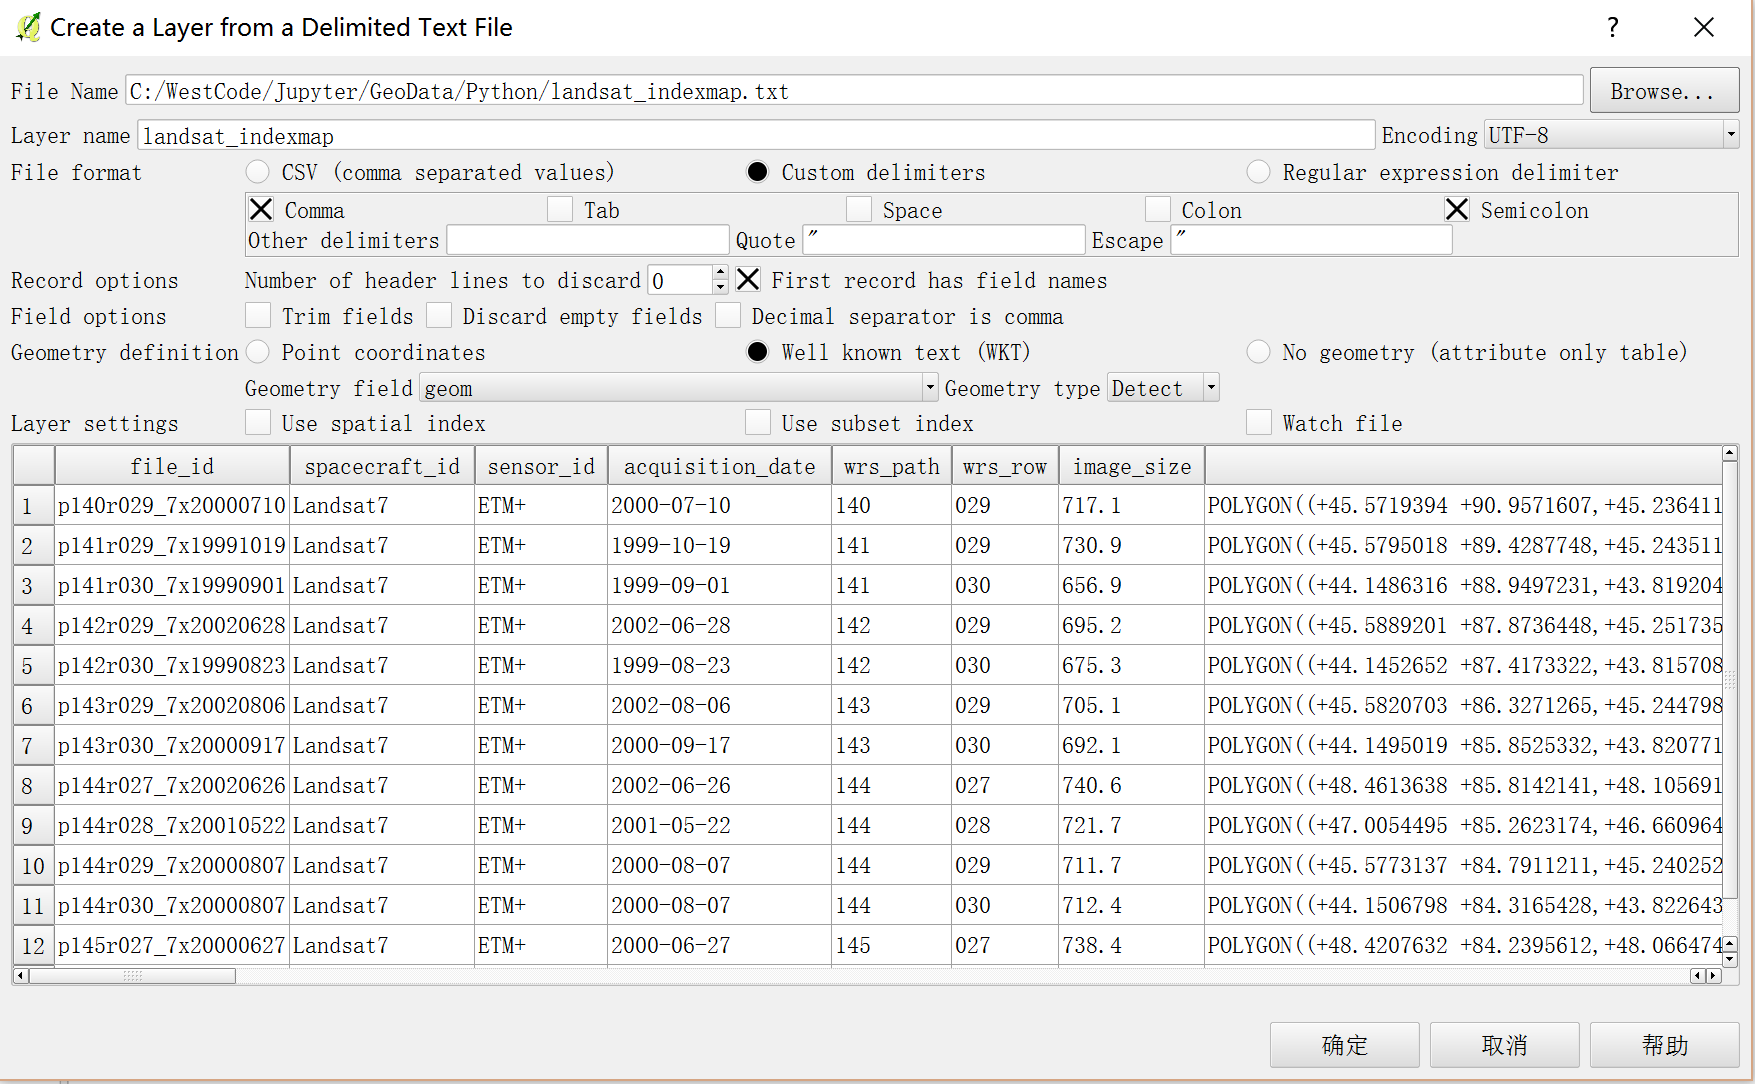 Create a Layer from a Delimited Text File ?
File Name C:/WestCode/Jupyter/GeoData/Python/landsat_indexmap.txt Browse...
Layer name landsat_indexmap Encoding UTF-8
File format CSV (comma separated values) Custom delimiters Regular expression delimiter
Comma Tab Space Colon Semicolon
Other delimiters Quote " Escape "
Record options Number of header lines to discard 0 First record has field names
Field options Trim fields Discard empty fields Decimal separator is comma
Geometry definition Point coordinates Well known text (WKT) No geometry (attribute only table)
Geometry field geom Geometry type Detect
Layer settings Use spatial index Use subset index Watch file
file_id spacecraft_id sensor_id acquisition_date wrs_path wrs_row image_size
1 p140r029_7x20000710 Landsat7 ETM+ 2000-07-10 140 029 717.1 POLYGON((+45.5719394 +90.9571607,+45.236411
2 p141r029_7x19991019 Landsat7 ETM+ 1999-10-19 141 029 730.9 POLYGON((+45.5795018 +89.4287748,+45.243511
3 p141r030_7x19990901 Landsat7 ETM+ 1999-09-01 141 030 656.9 POLYGON((+44.1486316 +88.9497231,+43.819204
4 p142r029_7x20020628 Landsat7 ETM+ 2002-06-28 142 029 695.2 POLYGON((+45.5889201 +87.8736448,+45.251735
5 p142r030_7x19990823 Landsat7 ETM+ 1999-08-23 142 030 675.3 POLYGON((+44.1452652 +87.4173322,+43.815708
6 p143r029_7x20020806 Landsat7 ETM+ 2002-08-06 143 029 705.1 POLYGON((+45.5820703 +86.3271265,+45.244798
7 p143r030_7x20000917 Landsat7 ETM+ 2000-09-17 143 030 692.1 POLYGON((+44.1495019 +85.8525332,+43.820771
8 p144r027_7x20020626 Landsat7 ETM+ 2002-06-26 144 027 740.6 POLYGON((+48.4613638 +85.8142141,+48.105691
9 p144r028_7x20010522 Landsat7 ETM+ 2001-05-22 144 028 721.7 POLYGON((+47.0054495 +85.2623174,+46.660964
10 p144r029_7x20000807 Landsat7 ETM+ 2000-08-07 144 029 711.7 POLYGON((+45.5773137 +84.7911211,+45.240252
11 p144r030_7x20000807 Landsat7 ETM+ 2000-08-07 144 030 712.4 POLYGON((+44.1506798 +84.3165428,+43.822643
12 p145r027_7x20000627 Landsat7 ETM+ 2000-06-27 145 027 738.4 POLYGON((+48.4207632 +84.2395612,+48.066474
确定 取消 帮助